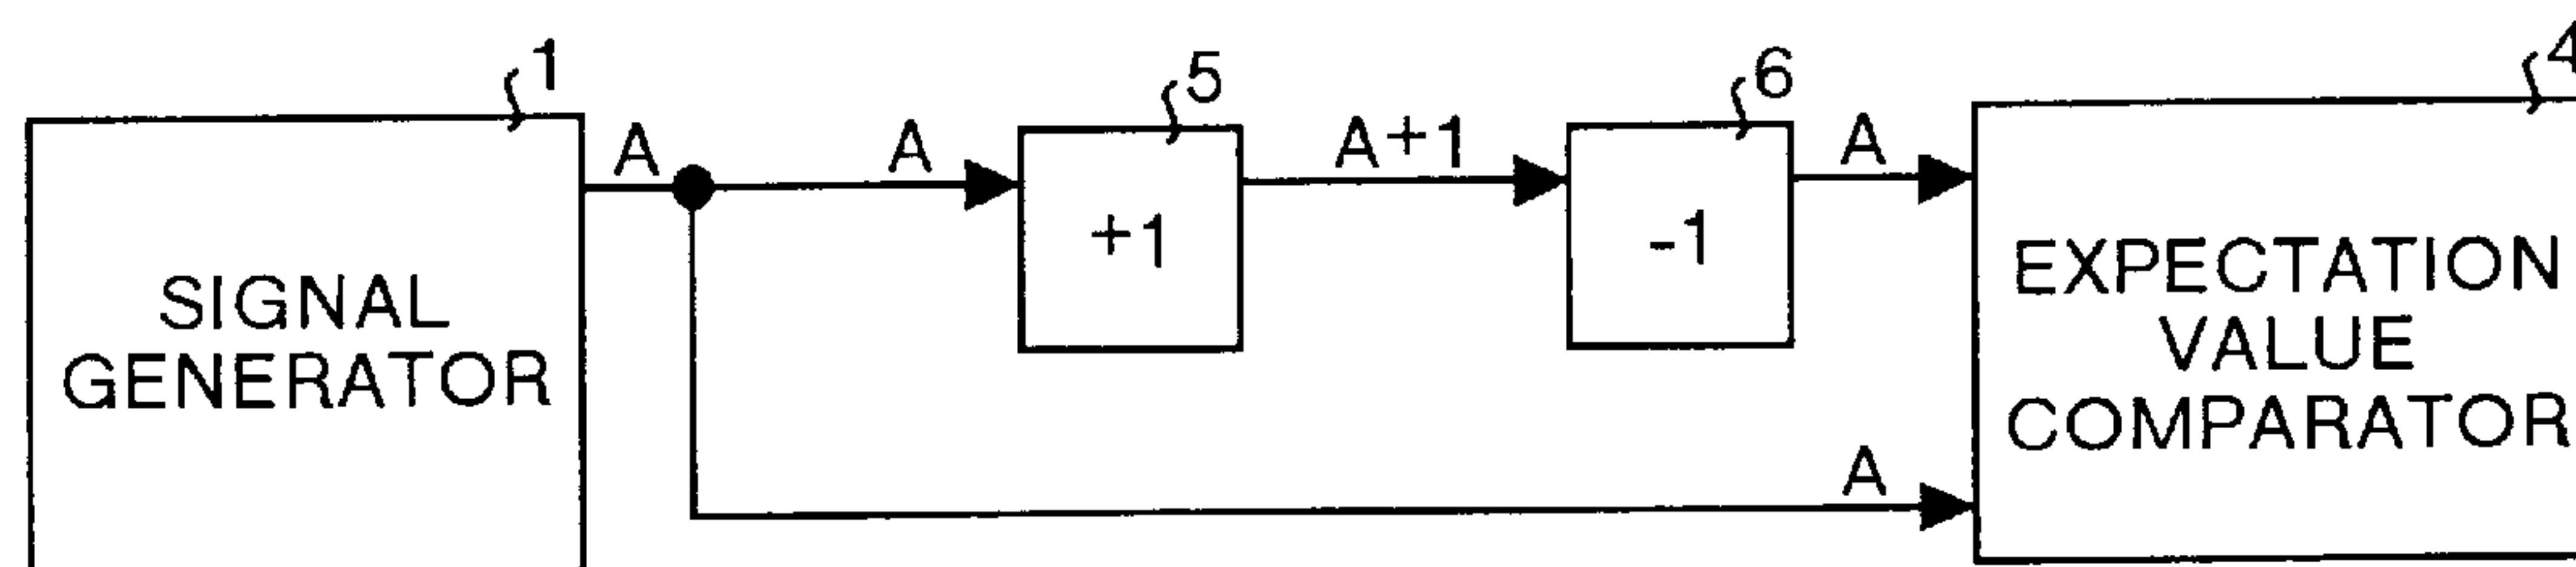 1
5
6
4
A
A
A+1
A
+1
-1
SIGNAL
GENERATOR
EXPECTATION
VALUE
COMPARATOR
A